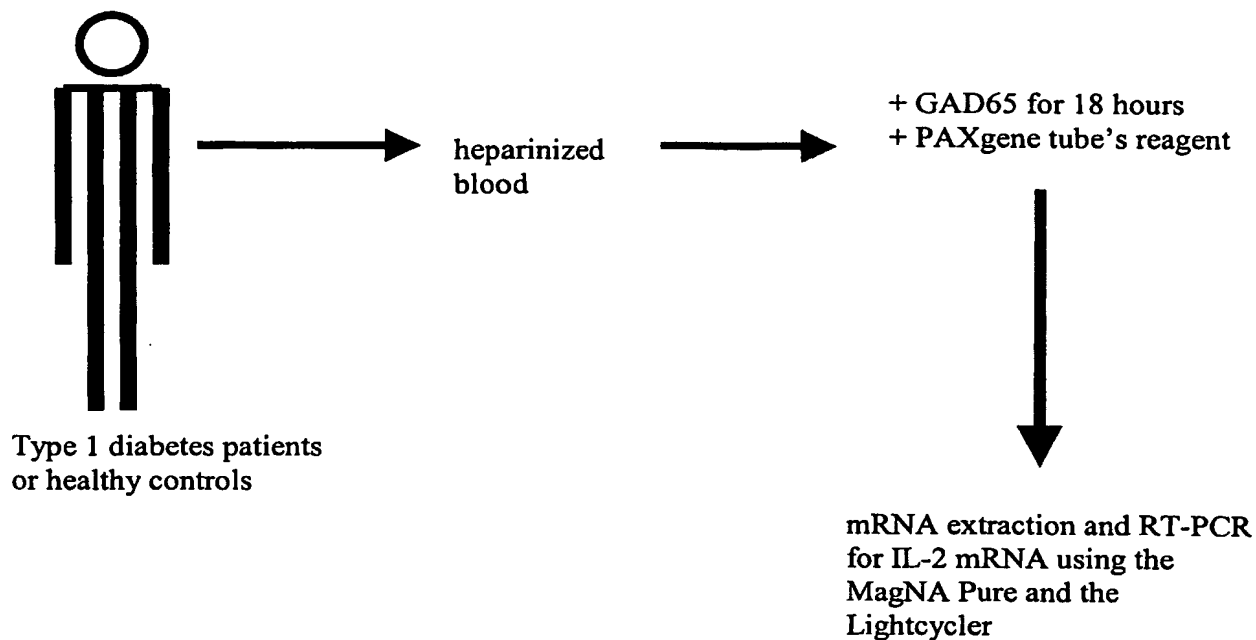 Type 1 diabetes patients
or healthy controls
heparinized
blood
+ GAD65 for 18 hours
+ PAXgene tube’s reagent
mRNA extraction and RT-PCR
for IL-2 mRNA using the
MagNA Pure and the
Lightcycler